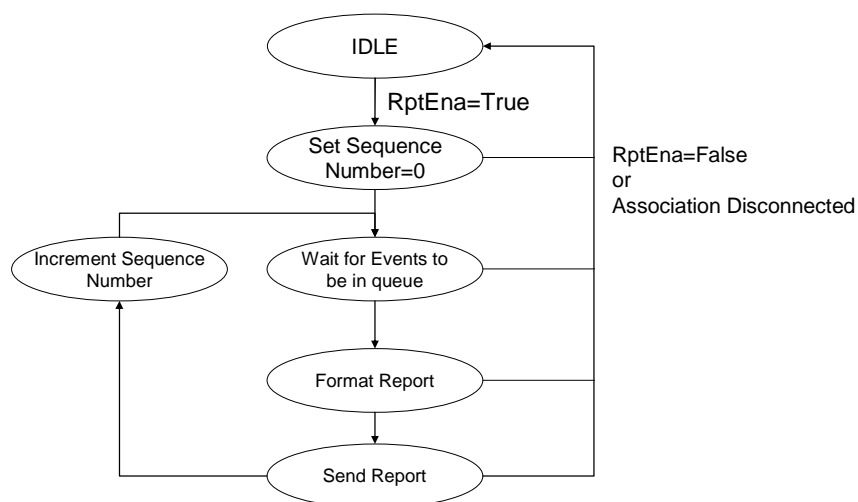 IDLE
RptEna=True
Set Sequence
Number=0
RptEna=False
or
Association Disconnected
Increment Sequence
Number
Wait for Events to
be in queue
Format Report
Send Report